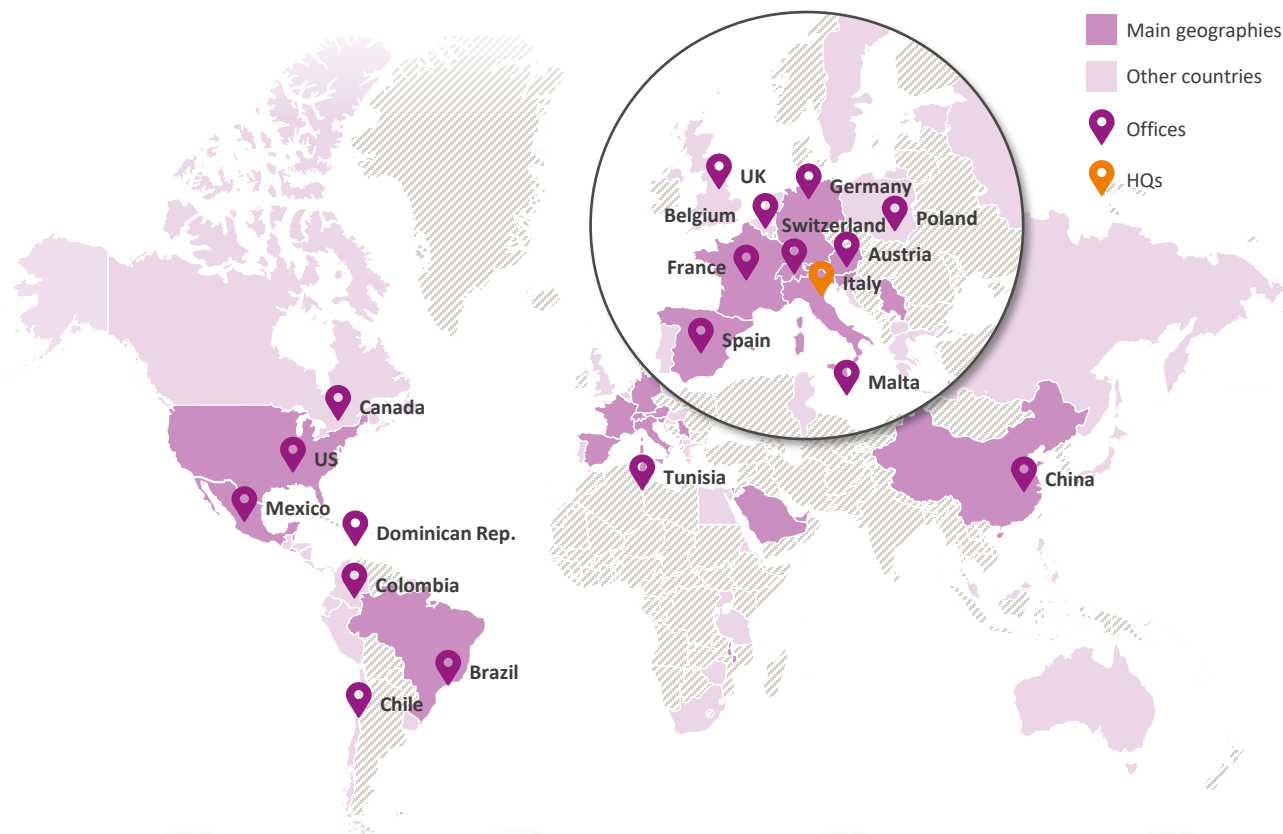 Main geographies
Other countries
Offices
HQs
UK
Germany
Belgium
Switzerland
Poland
France
Austria
Italy
Spain
Malta
Canada
US
Mexico
Dominican Rep.
Colombia
Brazil
Chile
Tunisia
China